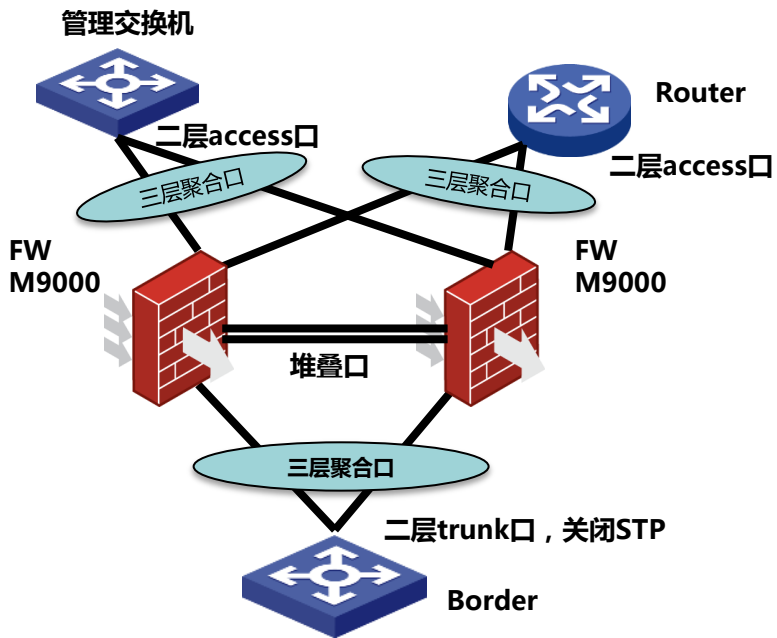 管理交换机
Router
二层access口
二层access口
三层聚合口
三层聚合口
FW
M9000
FW
M9000
堆叠口
三层聚合口
二层trunk口，关闭STP
Border